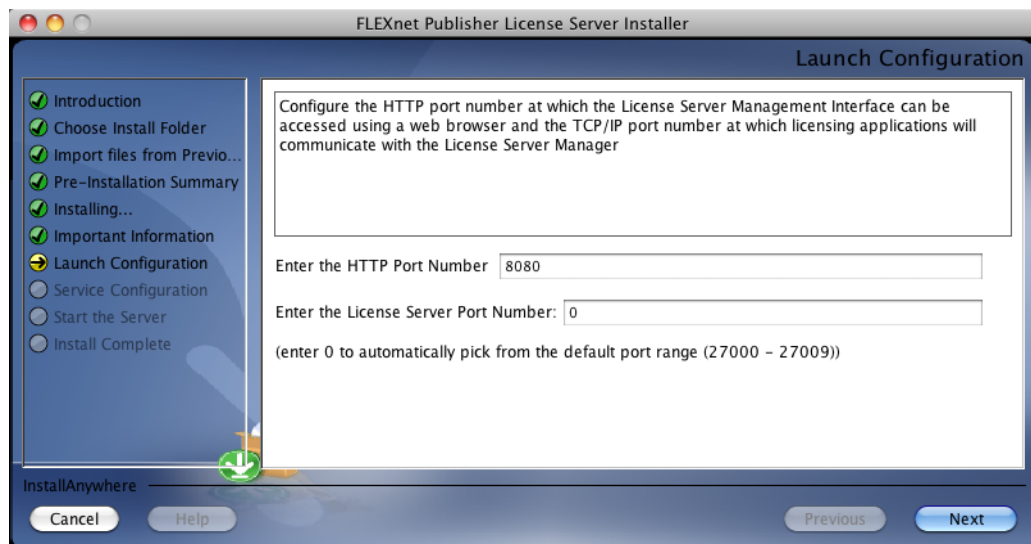 FLEXnet Publisher License Server Installer
Launch Configuration
Introduction
Choose Install Folder
Import files from Previo...
Pre-Installation Summary
Installing...
Important Information
Launch Configuration
Service Configuration
Start the Server
Install Complete
Configure the HTTP port number at which the License Server Management Interface can be
accessed using a web browser and the TCP/IP port number at which licensing applications will
communicate with the License Server Manager
Enter the HTTP Port Number 8080
Enter the License Server Port Number: 0
(enter 0 to automatically pick from the default port range (27000 - 27009))
InstallAnywhere
Cancel Help Previous Next